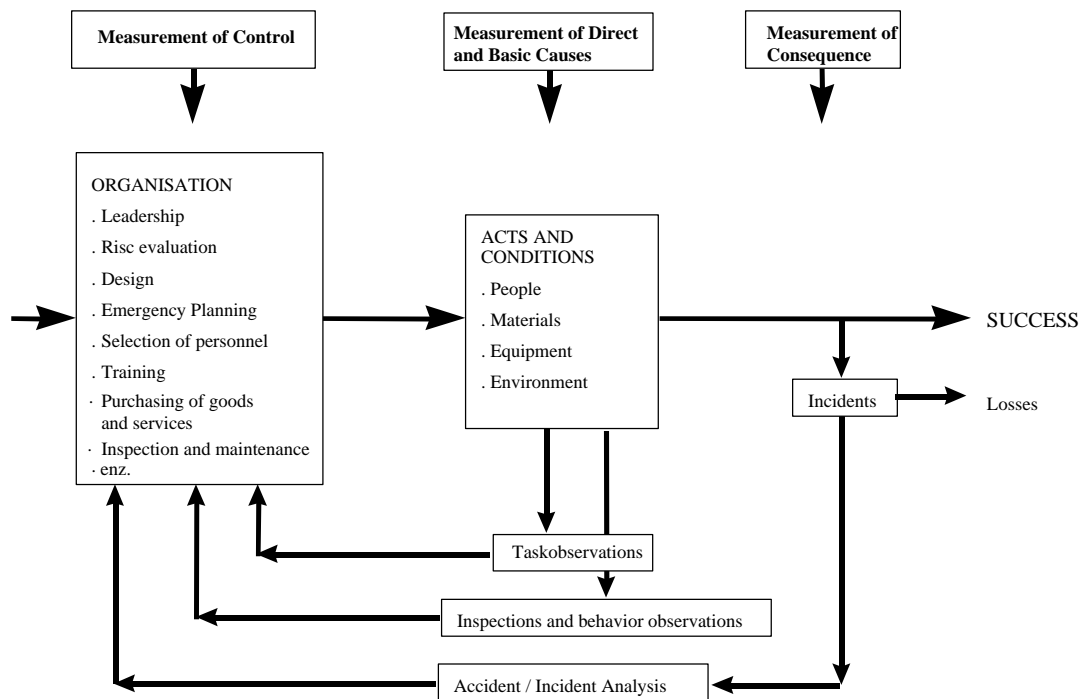 Measurement of Control
Measurement of Direct
and Basic Causes
Measurement of
Consequence
ORGANISATION
. Leadership
. Risc evaluation
. Design
. Emergency Planning
. Selection of personnel
. Training
· Purchasing of goods
and services
· Inspection and maintenance
· enz.
ACTS AND
CONDITIONS
. People
. Materials
. Equipment
. Environment
SUCCESS
Incidents
Losses
Taskobservations
Inspections and behavior observations
Accident / Incident Analysis